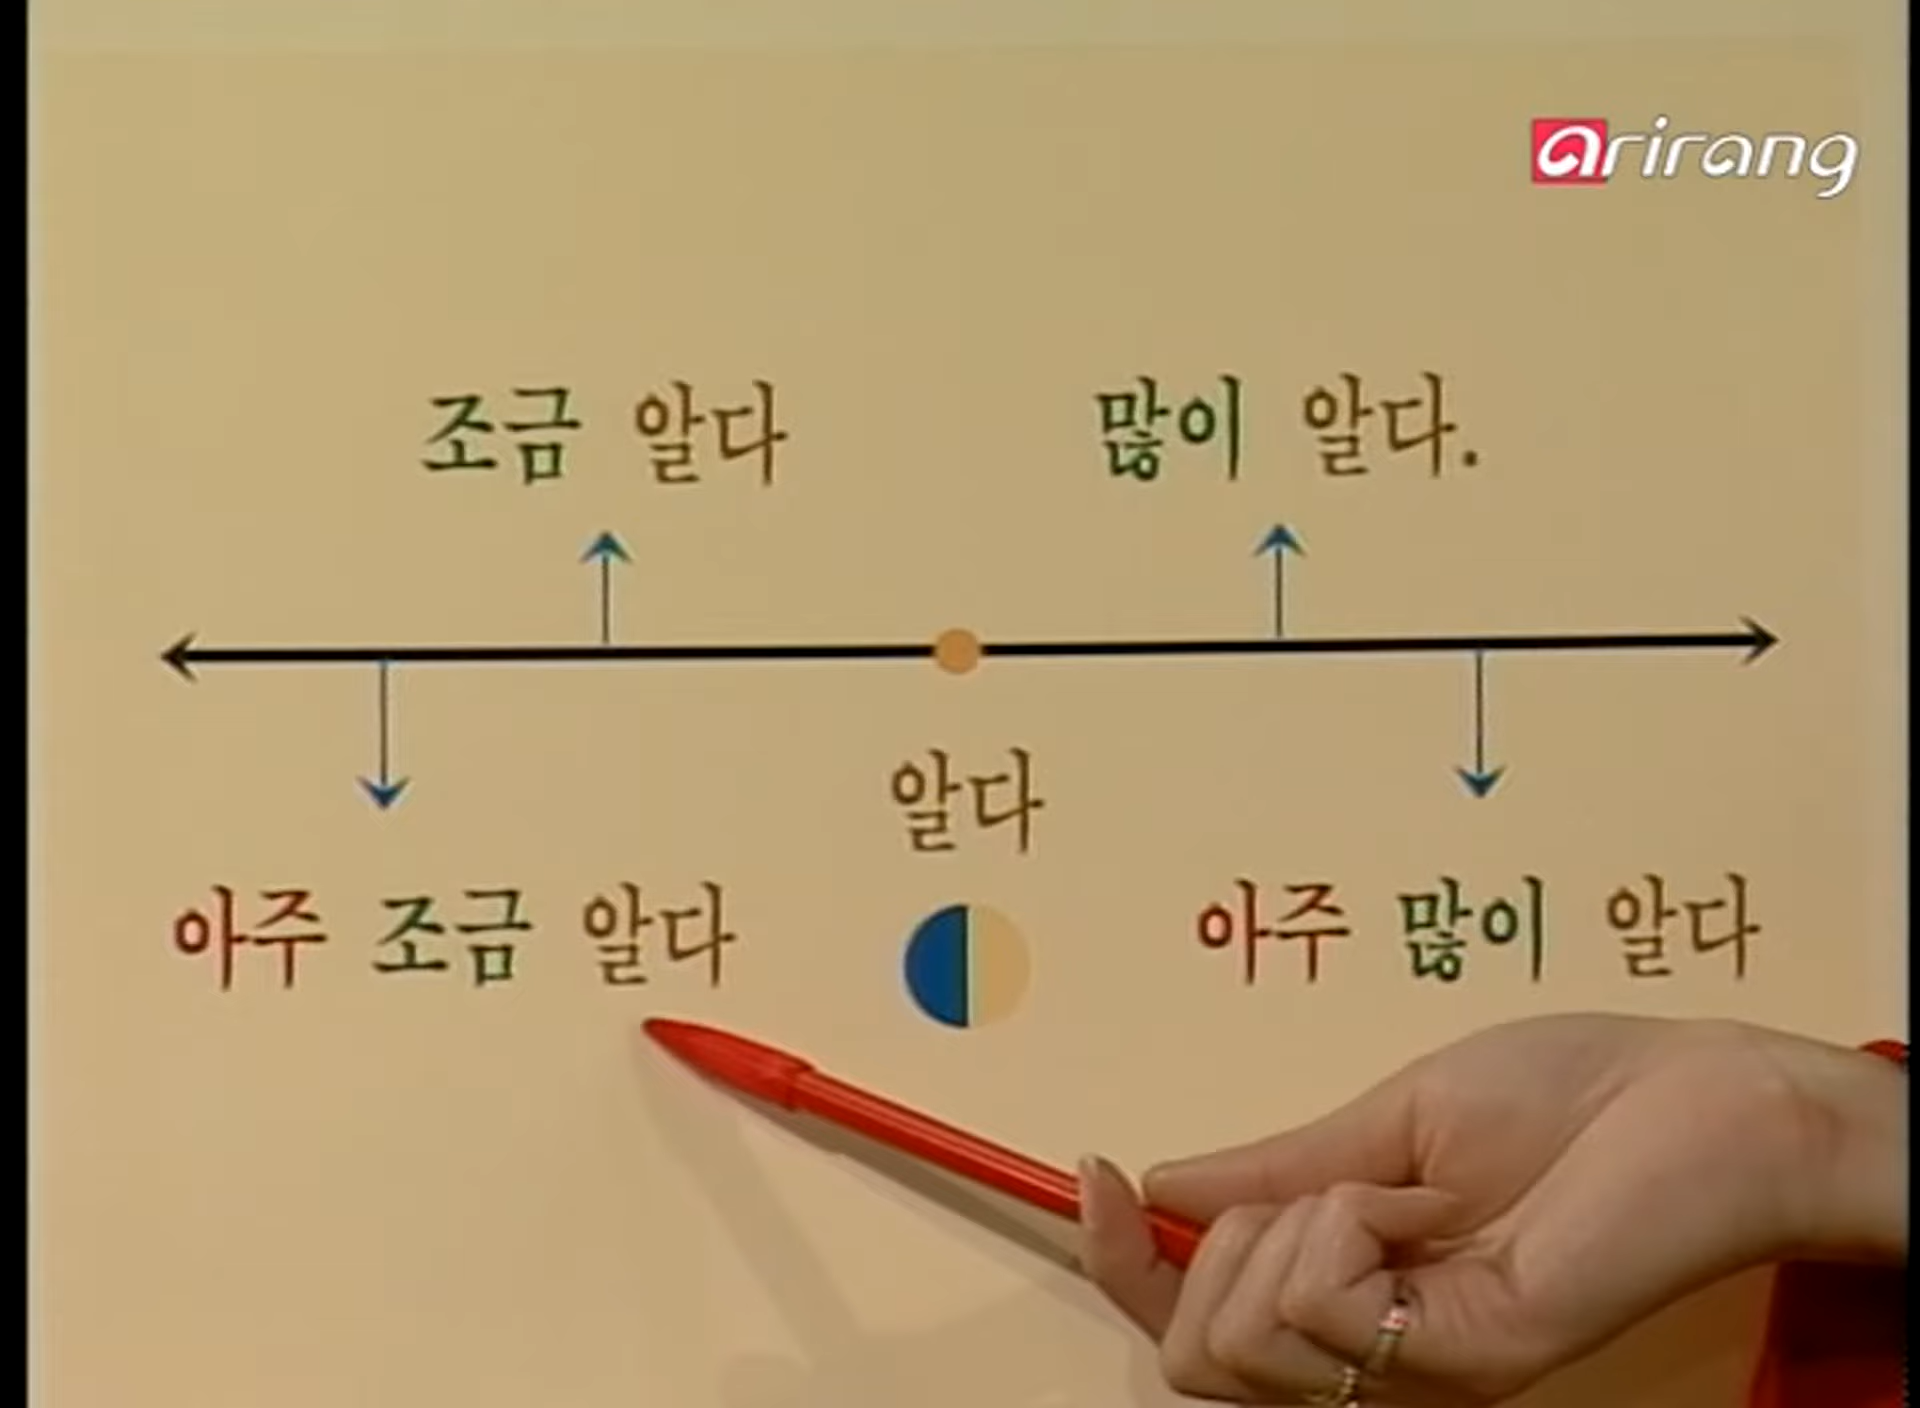 arirang
조금 알다
많이 알다.
알다
아주 조금 알다
아주 많이 알다